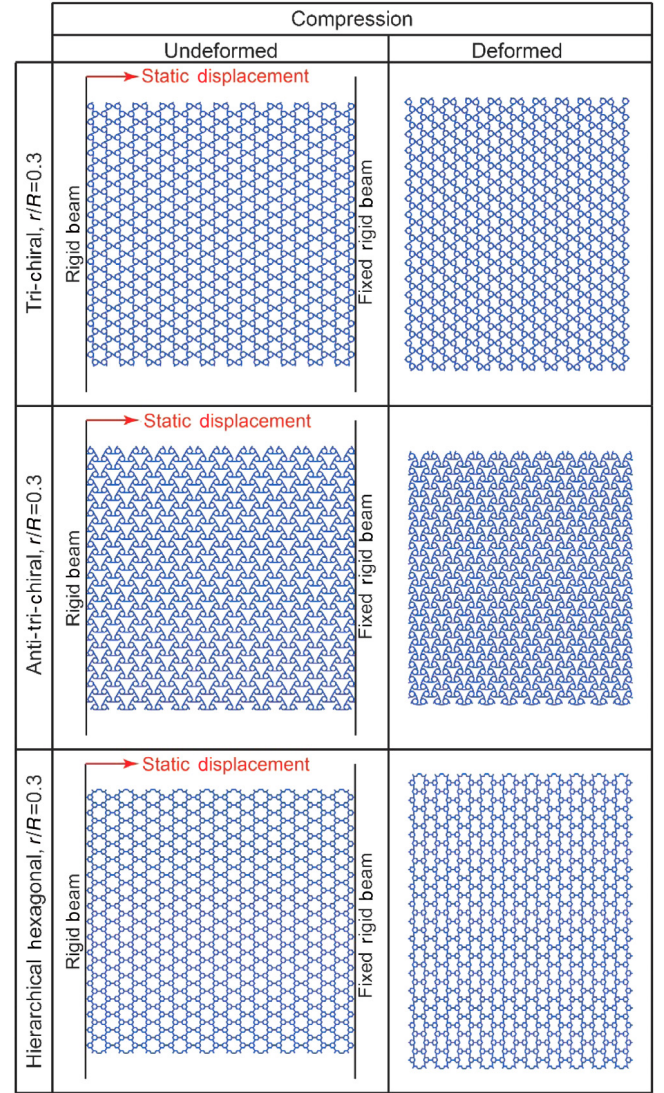 Compression
Undeformed
Deformed
Tri-chiral, r/R=0.3
Static displacement
Rigid beam
Fixed rigid beam
Anti-tri-chiral, r/R=0.3
Static displacement
Rigid beam
Fixed rigid beam
Hierarchical hexagonal, r/R=0.3
Static displacement
Rigid beam
Fixed rigid beam